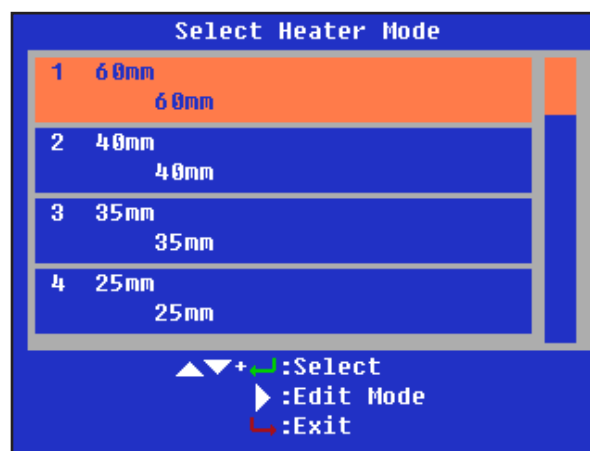 Select Heater Mode
1 60mm
60mm
2 40mm
40mm
3 35mm
35mm
4 25mm
25mm
▲▼+↵:Select
▶:Edit Mode
↳:Exit